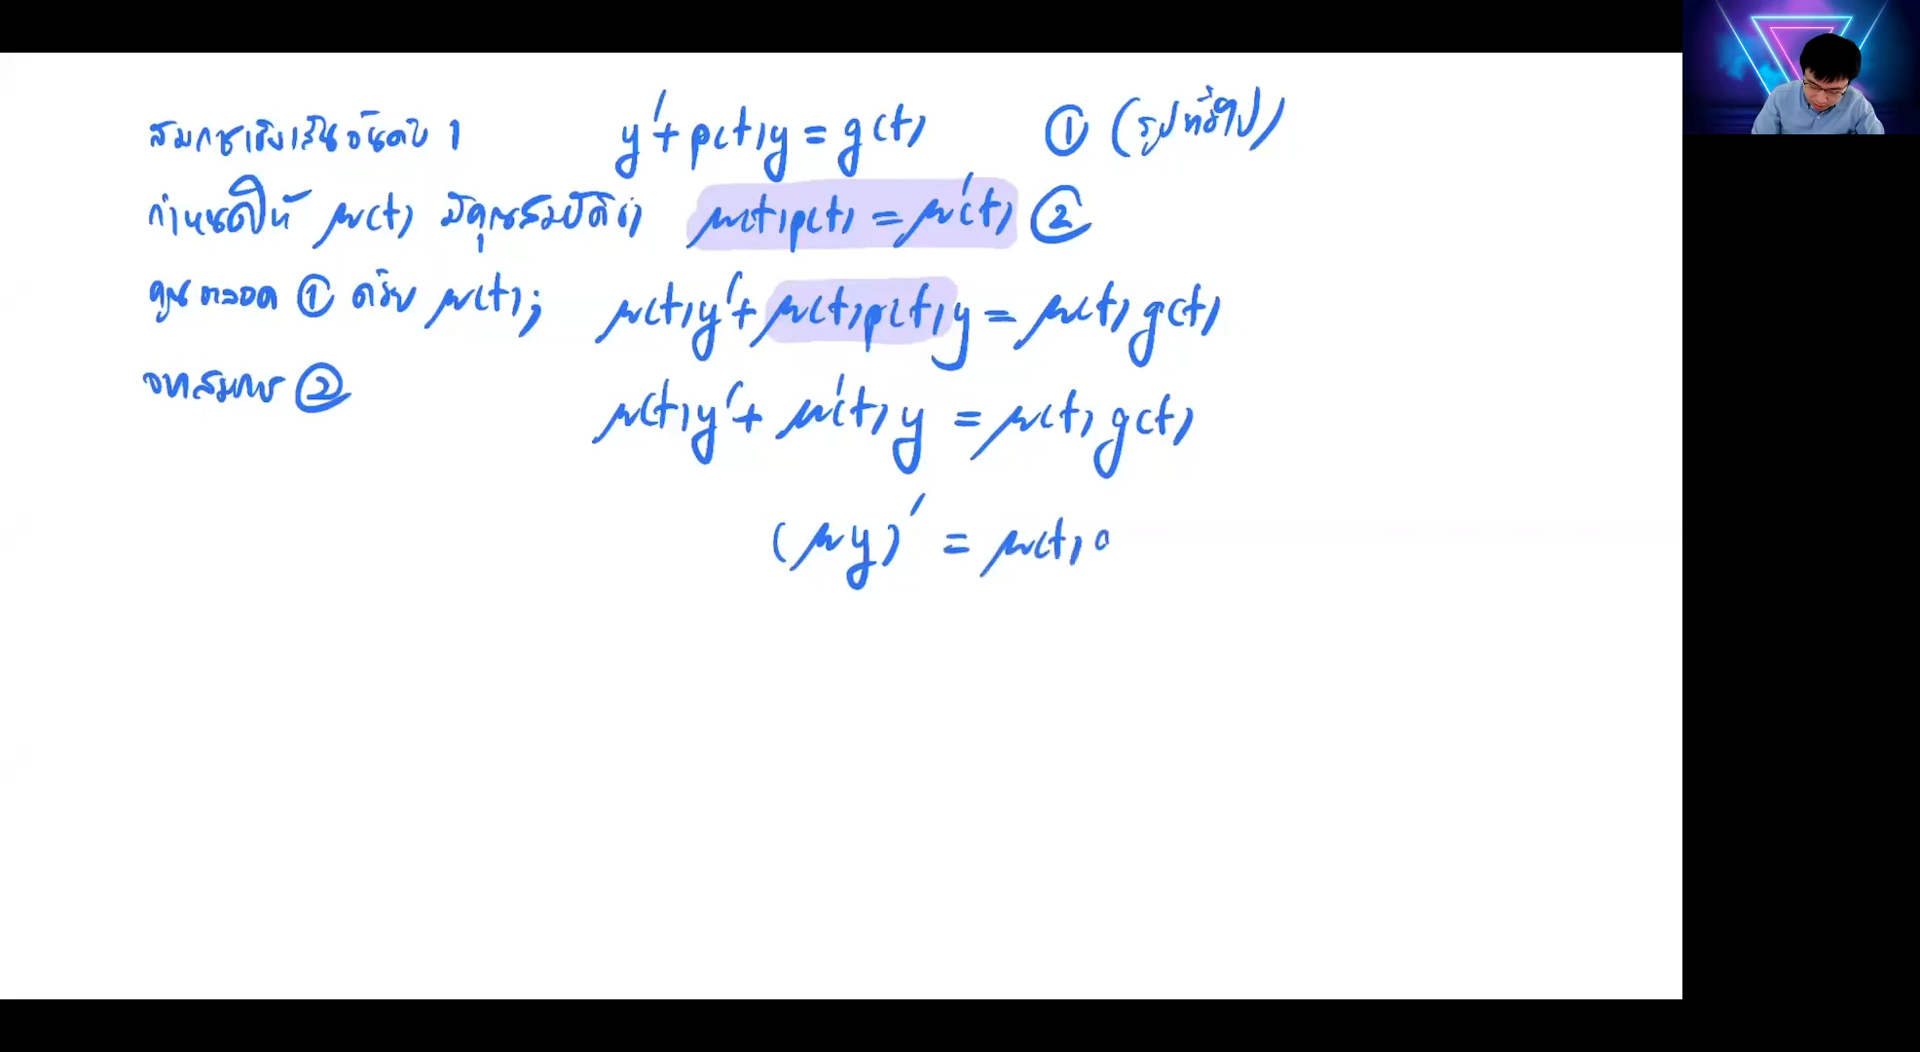 สมการเชิงเส้นอันดับ 1 y' + p(t)y = g(t) ① (รูปทั่วไป)
กำหนดให้ μ(t) มีคุณสมบัติว่า μ(t)p(t) = μ'(t) ②
คูณตลอด ① ด้วย μ(t); μ(t)y' + μ(t)p(t)y = μ(t)g(t)
จากสมการ ② μ(t)y' + μ'(t)y = μ(t)g(t)
(μy)' = μ(t)